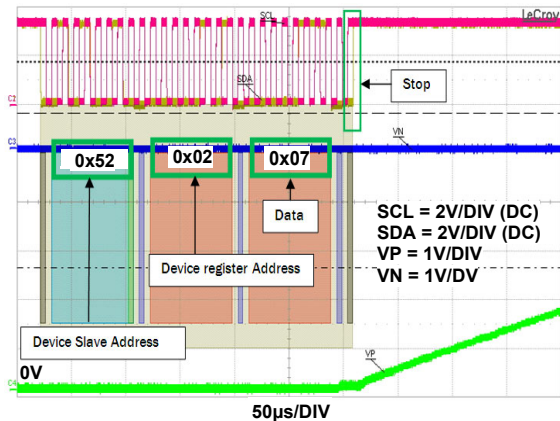 SCL
LeCroy
Stop
SDA
C2
C3
VN
0x52
0x02
0x07
Data
SCL = 2V/DIV (DC)
SDA = 2V/DIV (DC)
VP = 1V/DIV
VN = 1V/DV
Device register Address
Device Slave Address
0V
VP
C4
50µs/DIV